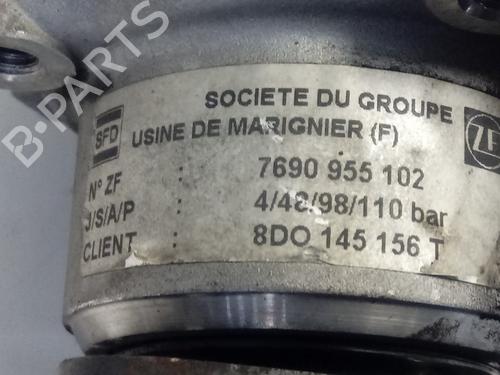 B-PARTS
SFD
SOCIETE DU GROUPE
USINE DE MARIGNIER (F)
ZF
N° ZF : 7690 955 102
J/S/A/P : 4/48/98/110 bar
CLIENT : 8DO 145 156 T